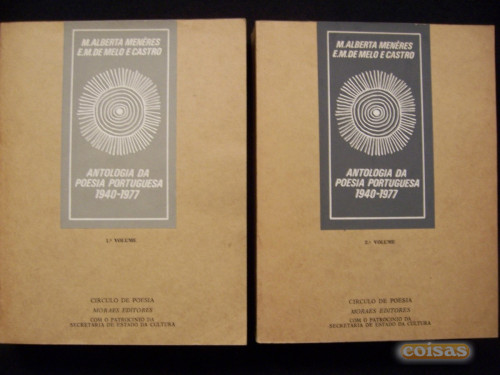 M. ALBERTA MENÉRES
E.M. DE MELO E CASTRO
ANTOLOGIA DA
POESIA PORTUGUESA
1940-1977
1.º VOLUME
CÍRCULO DE POESIA
MORAES EDITORES
COM O PATROCÍNIO DA
SECRETARIA DE ESTADO DA CULTURA
M. ALBERTA MENÉRES
E.M. DE MELO E CASTRO
ANTOLOGIA DA
POESIA PORTUGUESA
1940-1977
VOLUME
CÍRCULO DE POESIA
MORAES EDITORES
COM O PATROCÍNIO DA
SECRETARIA DE ESTADO DA CULTURA
coisas